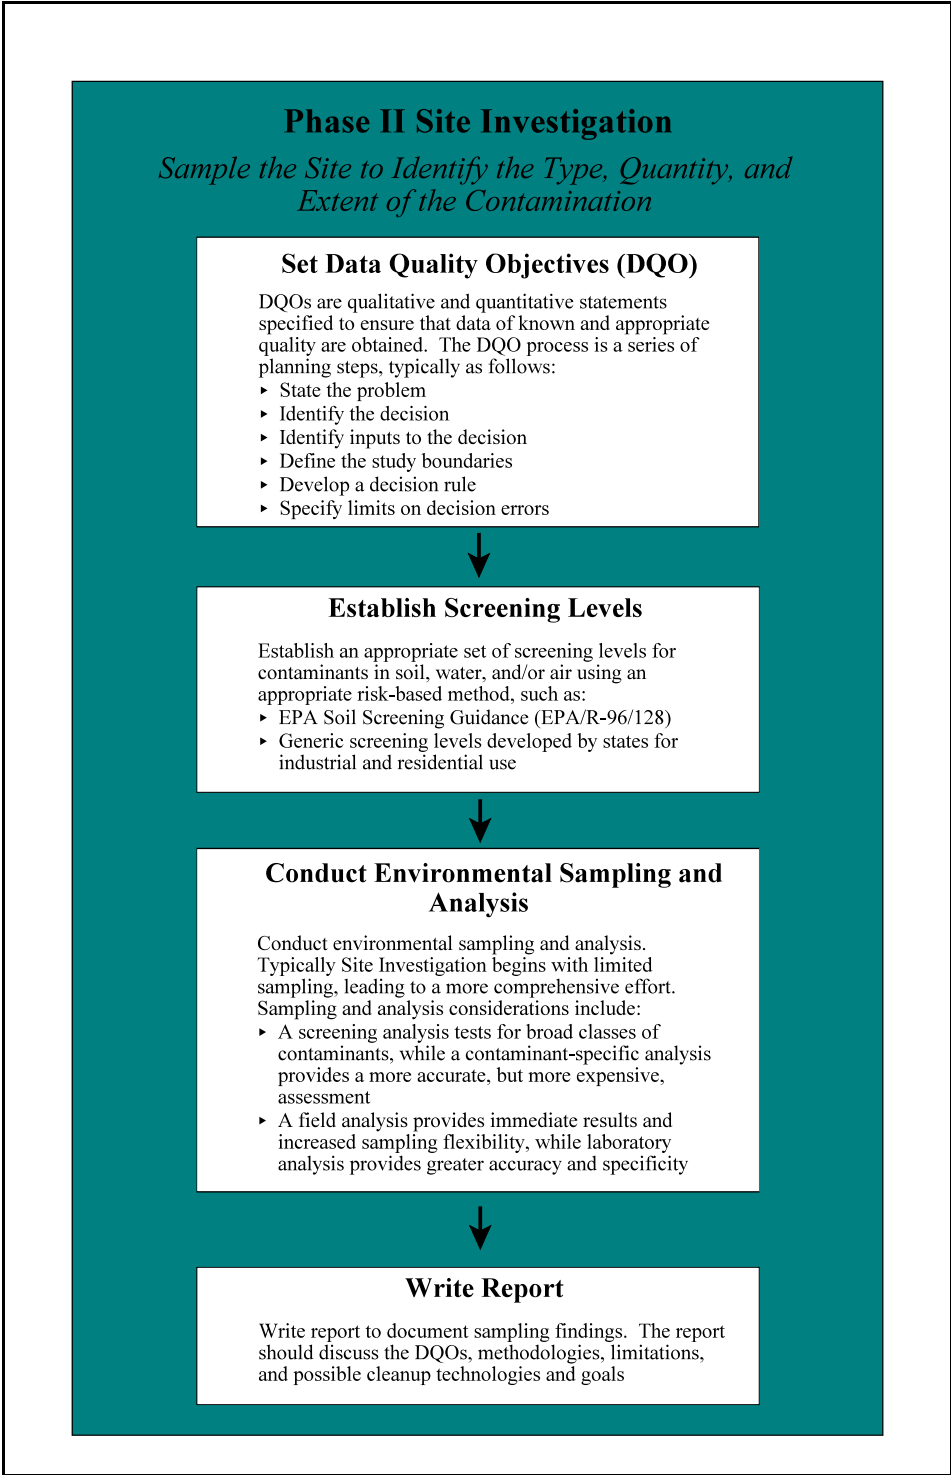 Phase II Site Investigation
Sample the Site to Identify the Type, Quantity, and
Extent of the Contamination
Set Data Quality Objectives (DQO)
DQOs are qualitative and quantitative statements
specified to ensure that data of known and appropriate
quality are obtained.  The DQO process is a series of
planning steps, typically as follows:
‣ State the problem
‣ Identify the decision
‣ Identify inputs to the decision
‣ Define the study boundaries
‣ Develop a decision rule
‣ Specify limits on decision errors
Establish Screening Levels
Establish an appropriate set of screening levels for
contaminants in soil, water, and/or air using an
appropriate risk-based method, such as:
‣ EPA Soil Screening Guidance (EPA/R-96/128)
‣ Generic screening levels developed by states for
industrial and residential use
Conduct Environmental Sampling and
Analysis
Conduct environmental sampling and analysis.
Typically Site Investigation begins with limited
sampling, leading to a more comprehensive effort.
Sampling and analysis considerations include:
‣ A screening analysis tests for broad classes of
contaminants, while a contaminant-specific analysis
provides a more accurate, but more expensive,
assessment
‣ A field analysis provides immediate results and
increased sampling flexibility, while laboratory
analysis provides greater accuracy and specificity
Write Report
Write report to document sampling findings.  The report
should discuss the DQOs, methodologies, limitations,
and possible cleanup technologies and goals